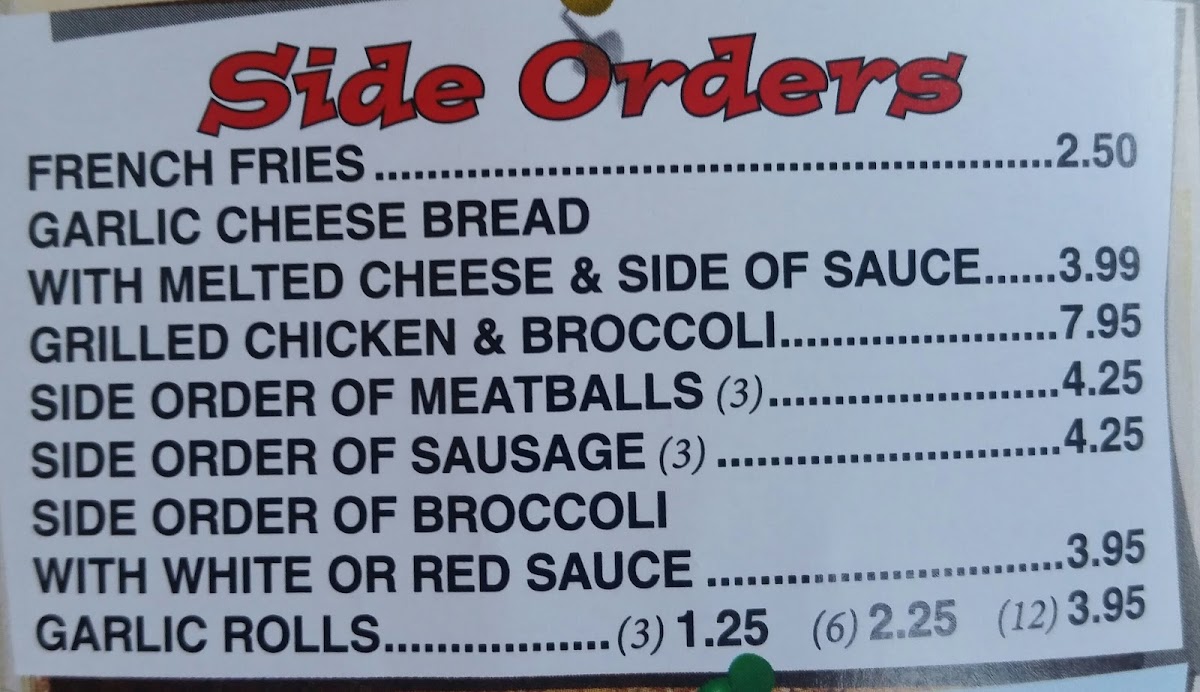 Side Orders
FRENCH FRIES....................................................2.50
GARLIC CHEESE BREAD
WITH MELTED CHEESE & SIDE OF SAUCE......3.99
GRILLED CHICKEN & BROCCOLI.....................7.95
SIDE ORDER OF MEATBALLS (3)......................4.25
SIDE ORDER OF SAUSAGE (3) ..........................4.25
SIDE ORDER OF BROCCOLI
WITH WHITE OR RED SAUCE ...........................3.95
GARLIC ROLLS.................(3) 1.25 (6) 2.25 (12) 3.95